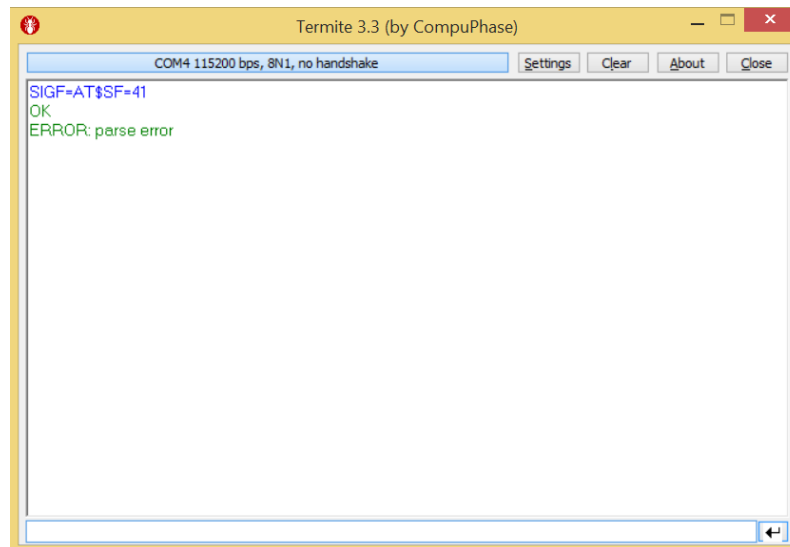 Termite 3.3 (by CompuPhase)
COM4 115200 bps, 8N1, no handshake Settings Clear About Close
SIGF=AT$SF=41
OK
ERROR: parse error